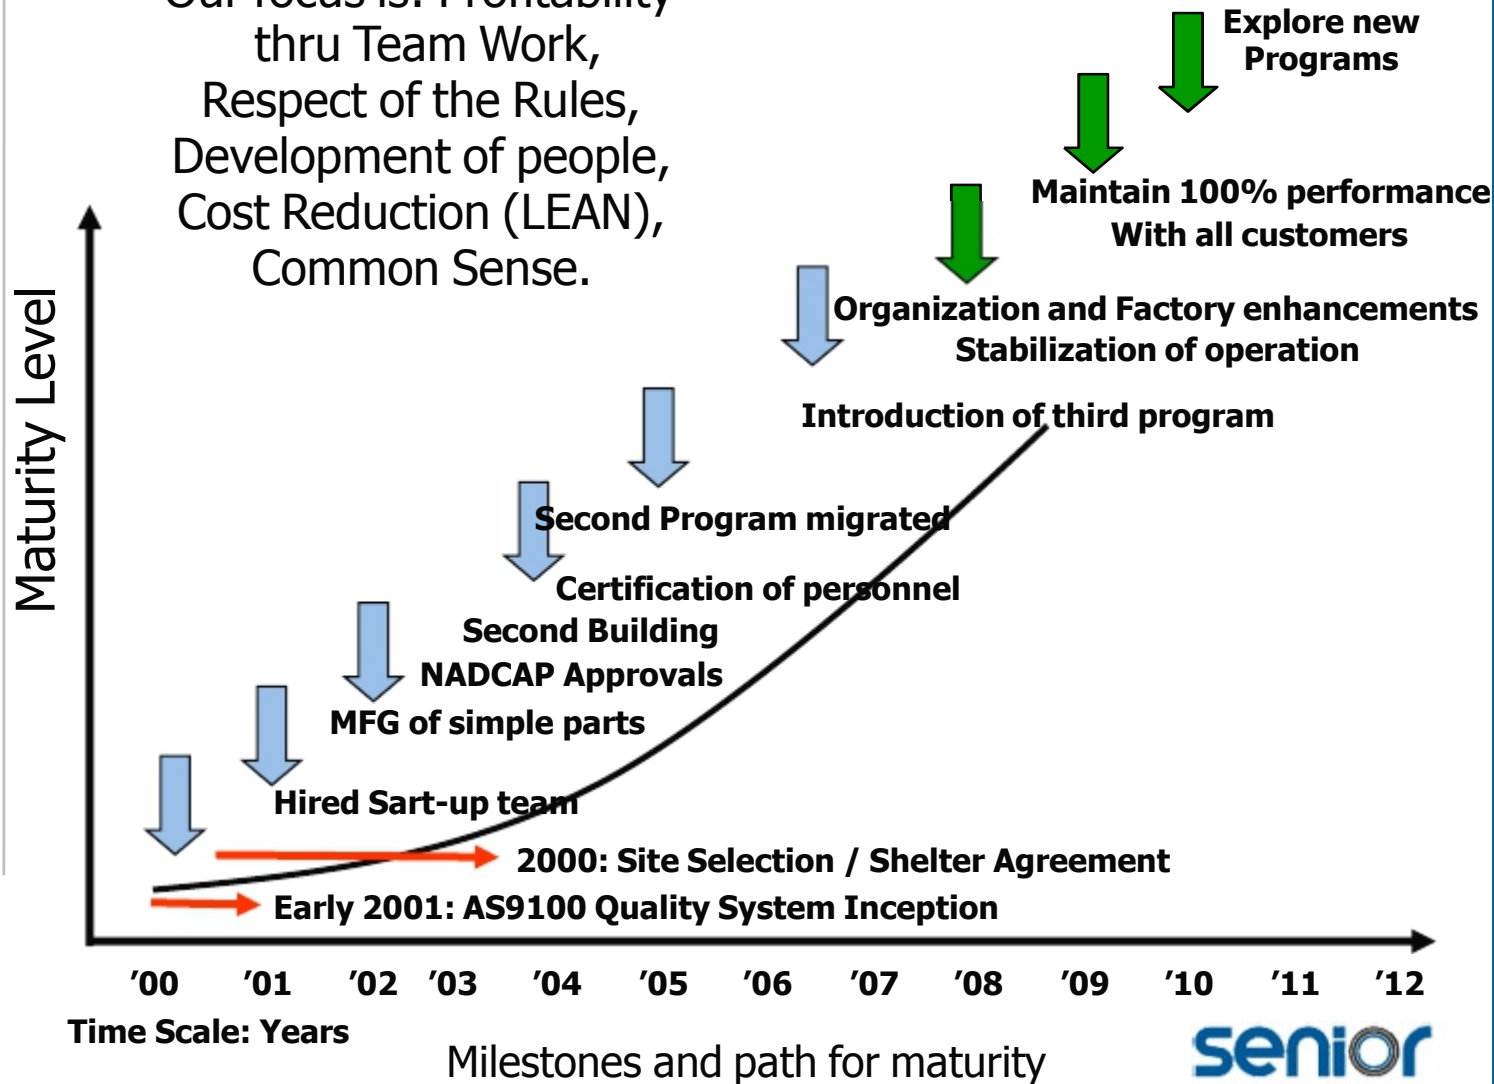 Our focus is: Profitability
thru Team Work,
Respect of the Rules,
Development of people,
Cost Reduction (LEAN),
Common Sense.
Explore new
Programs
Maintain 100% performance
With all customers
Organization and Factory enhancements
Stabilization of operation
Introduction of third program
Second Program migrated
Certification of personnel
Second Building
NADCAP Approvals
MFG of simple parts
Hired Sart-up team
2000: Site Selection / Shelter Agreement
Early 2001: AS9100 Quality System Inception
Maturity Level
’00 ’01 ’02 ’03 ’04 ’05 ’06 ’07 ’08 ’09 ’10 ’11 ’12
Time Scale: Years
Milestones and path for maturity
senior